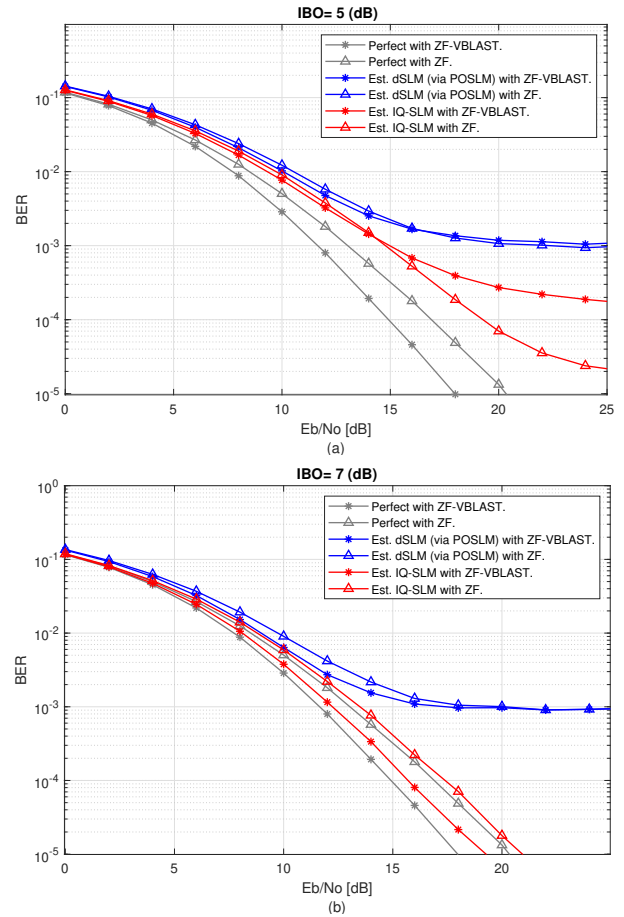 IBO= 5 (dB)
Perfect with ZF-VBLAST.
Perfect with ZF.
Est. dSLM (via POSLM) with ZF-VBLAST.
Est. dSLM (via POSLM) with ZF.
Est. IQ-SLM with ZF-VBLAST.
Est. IQ-SLM with ZF.
BER
10^-1
10^-2
10^-3
10^-4
10^-5
0 5 10 15 20 25
Eb/No [dB]
(a)
IBO= 7 (dB)
Perfect with ZF-VBLAST.
Perfect with ZF.
Est. dSLM (via POSLM) with ZF-VBLAST.
Est. dSLM (via POSLM) with ZF.
Est. IQ-SLM with ZF-VBLAST.
Est. IQ-SLM with ZF.
BER
10^0
10^-1
10^-2
10^-3
10^-4
10^-5
0 5 10 15 20
Eb/No [dB]
(b)